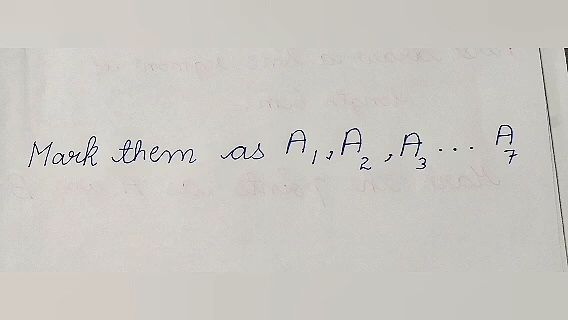 Mark them as A₁, A₂, A₃ ... A₇